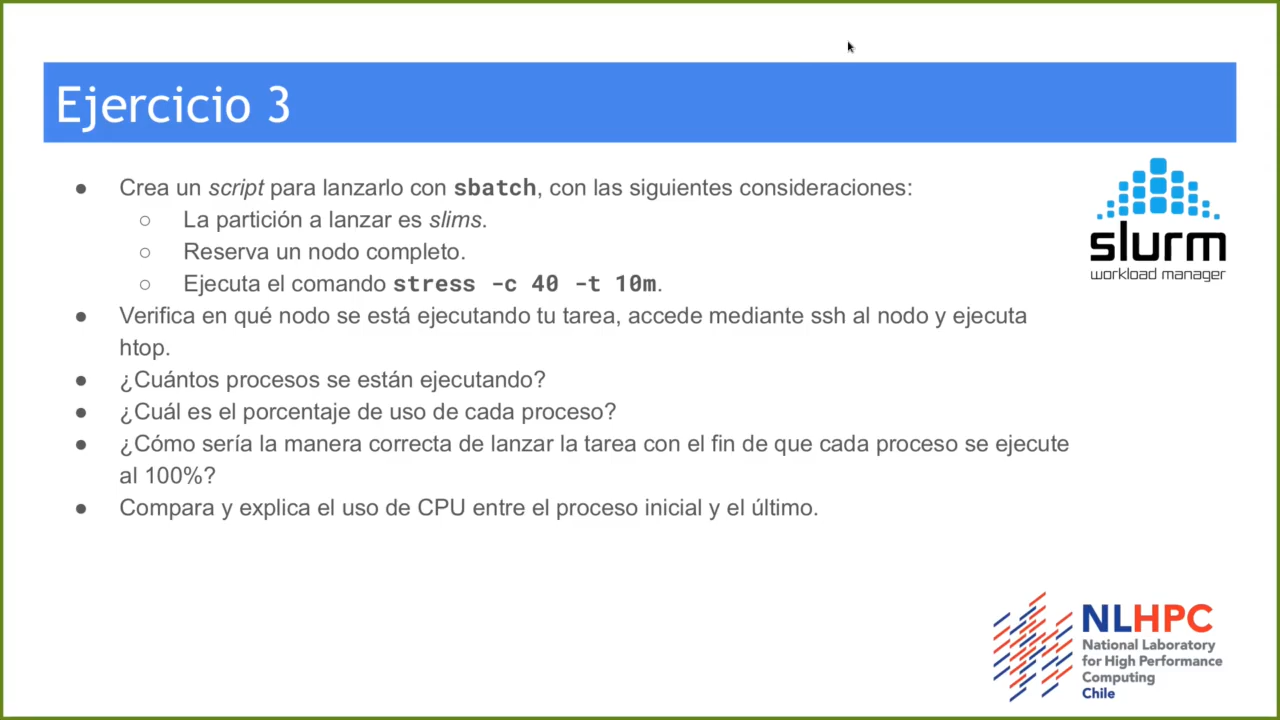 Ejercicio 3
● Crea un script para lanzarlo con sbatch, con las siguientes consideraciones:
○ La partición a lanzar es slims.
○ Reserva un nodo completo.
○ Ejecuta el comando stress -c 40 -t 10m.
● Verifica en qué nodo se está ejecutando tu tarea, accede mediante ssh al nodo y ejecuta
htop.
● ¿Cuántos procesos se están ejecutando?
● ¿Cuál es el porcentaje de uso de cada proceso?
● ¿Cómo sería la manera correcta de lanzar la tarea con el fin de que cada proceso se ejecute
al 100%?
● Compara y explica el uso de CPU entre el proceso inicial y el último.
slurm
workload manager
NLHPC
National Laboratory
for High Performance
Computing
Chile